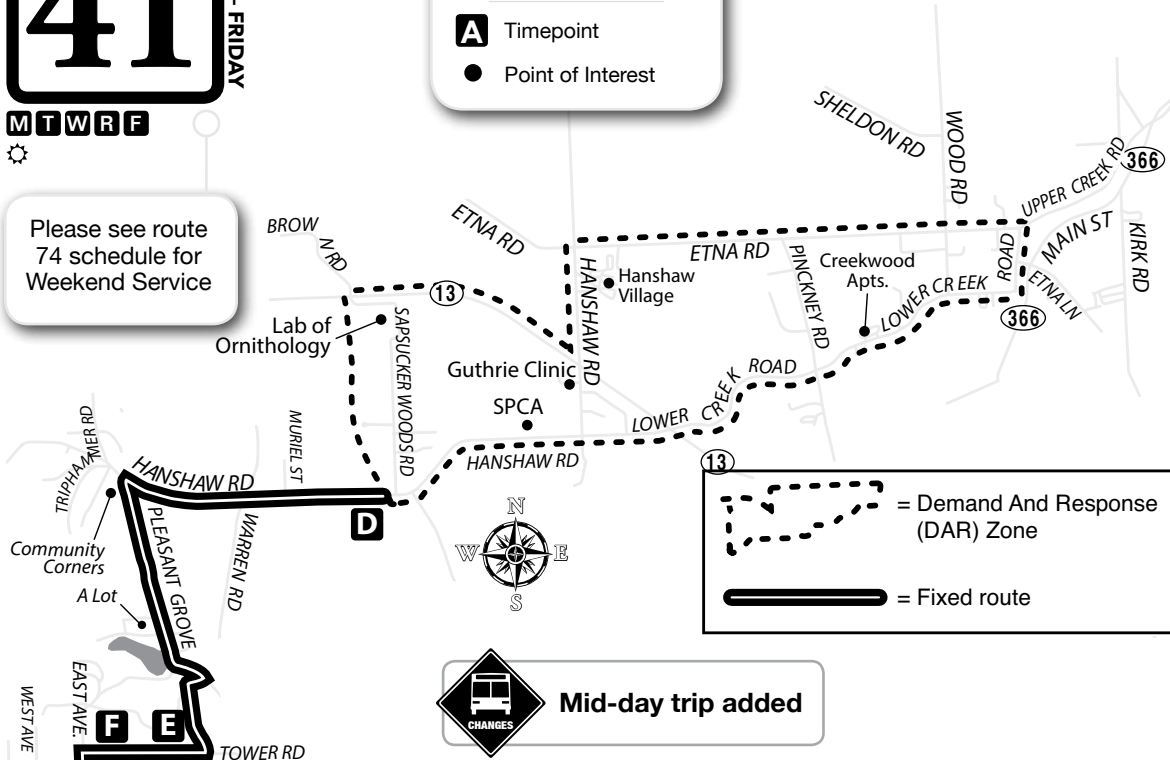 41
– FRIDAY
M T W R F
A Timepoint
Point of Interest
Please see route
74 schedule for
Weekend Service
SHELDON RD
WOOD RD
UPPER CREEK RD
366
MAIN ST
KIRK RD
BROWN RD
ETNA RD
ETNA RD
HANSHAW RD
Hanshaw
Village
PINCKNEY RD
Creekwood
Apts.
LOWER CREEK ROAD
ETNA LN
366
13
Lab of
Ornithology
SAPSUCKER WOODS RD
Guthrie Clinic
SPCA
LOWER CREEK ROAD
HANSHAW RD
13
TRIPHAMMER RD
HANSHAW RD
MURIEL ST
D
WARREN RD
Community
Corners
PLEASANT GROVE
A Lot
N
W E
S
= Demand And Response
(DAR) Zone
= Fixed route
EAST AVE.
WEST AVE
F E
TOWER RD
CHANGES
Mid-day trip added